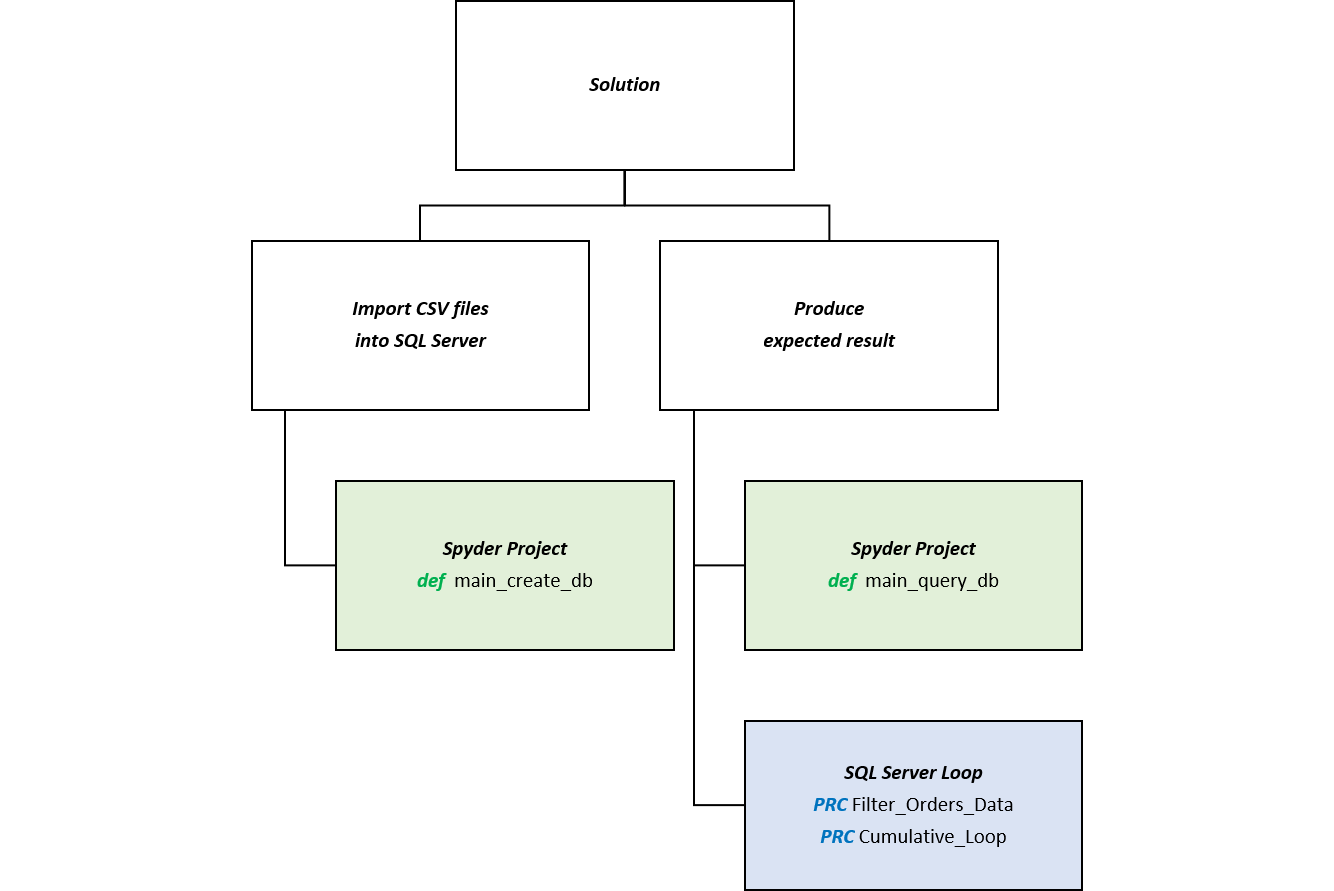 Solution
Import CSV files
into SQL Server
Produce
expected result
Spyder Project
def main_create_db
Spyder Project
def main_query_db
SQL Server Loop
PRC Filter_Orders_Data
PRC Cumulative_Loop